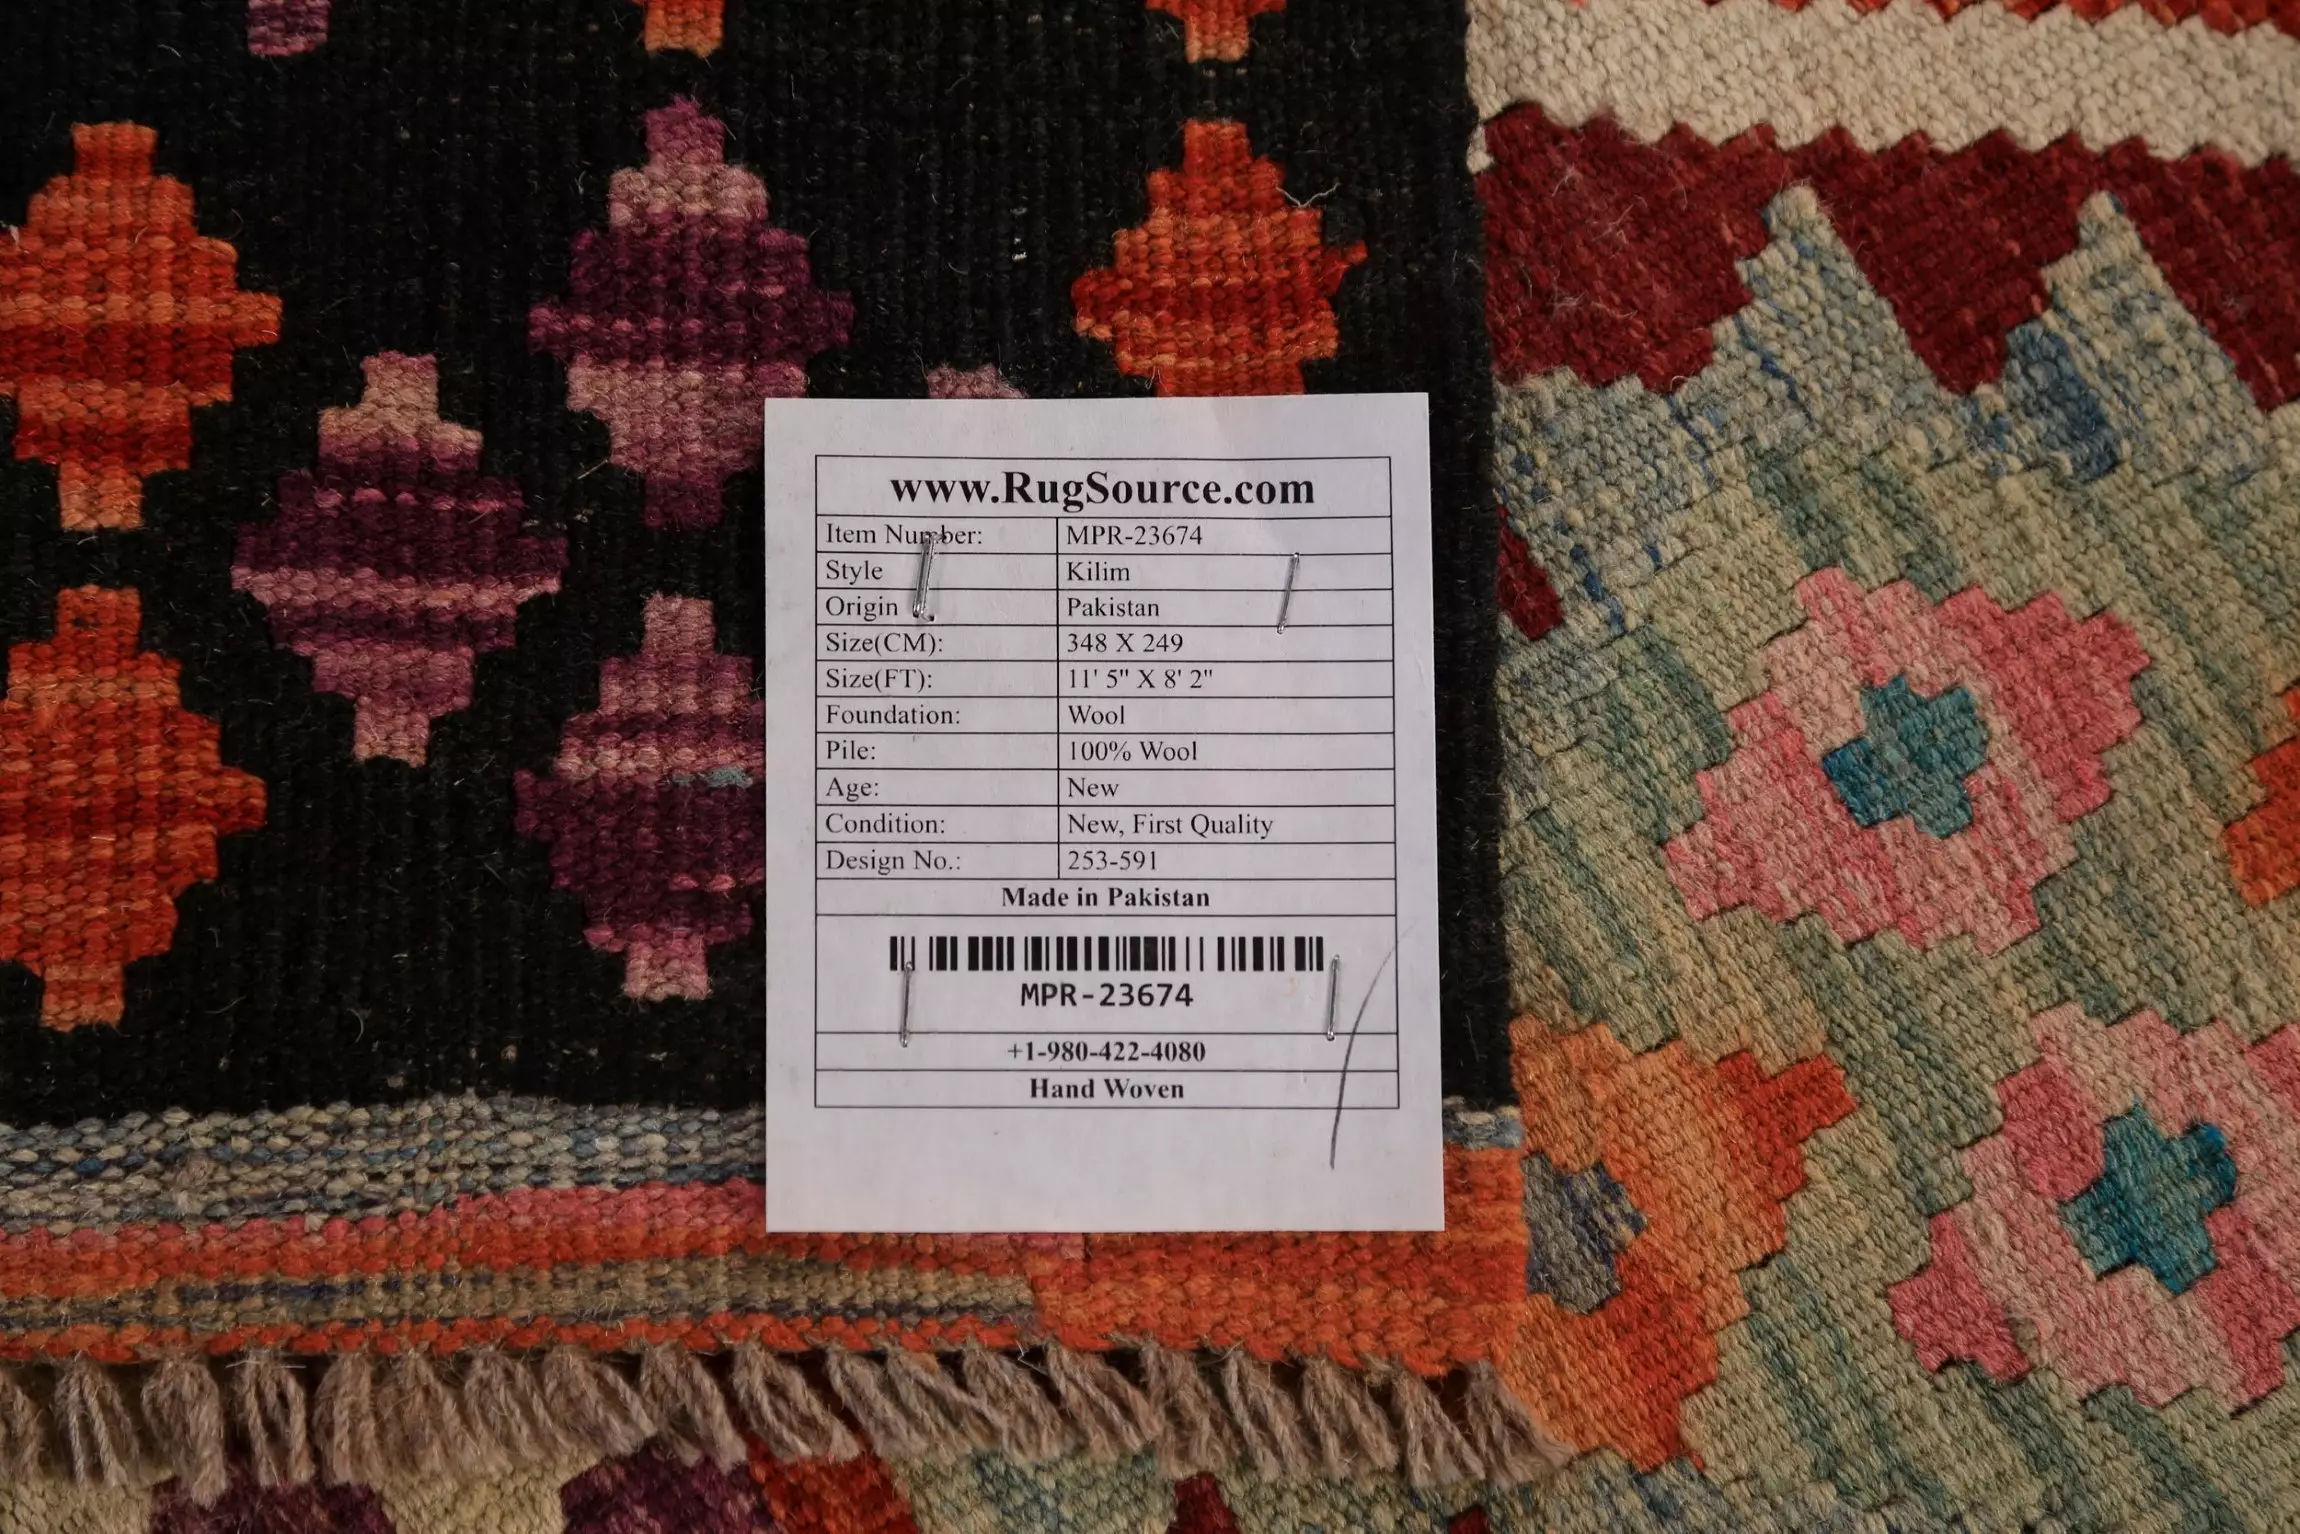 www.RugSource.com
Item Number: MPR-23674
Style Kilim
Origin Pakistan
Size(CM): 348 X 249
Size(FT): 11' 5" X 8' 2"
Foundation: Wool
Pile: 100% Wool
Age: New
Condition: New, First Quality
Design No.: 253-591
Made in Pakistan
MPR-23674
+1-980-422-4080
Hand Woven